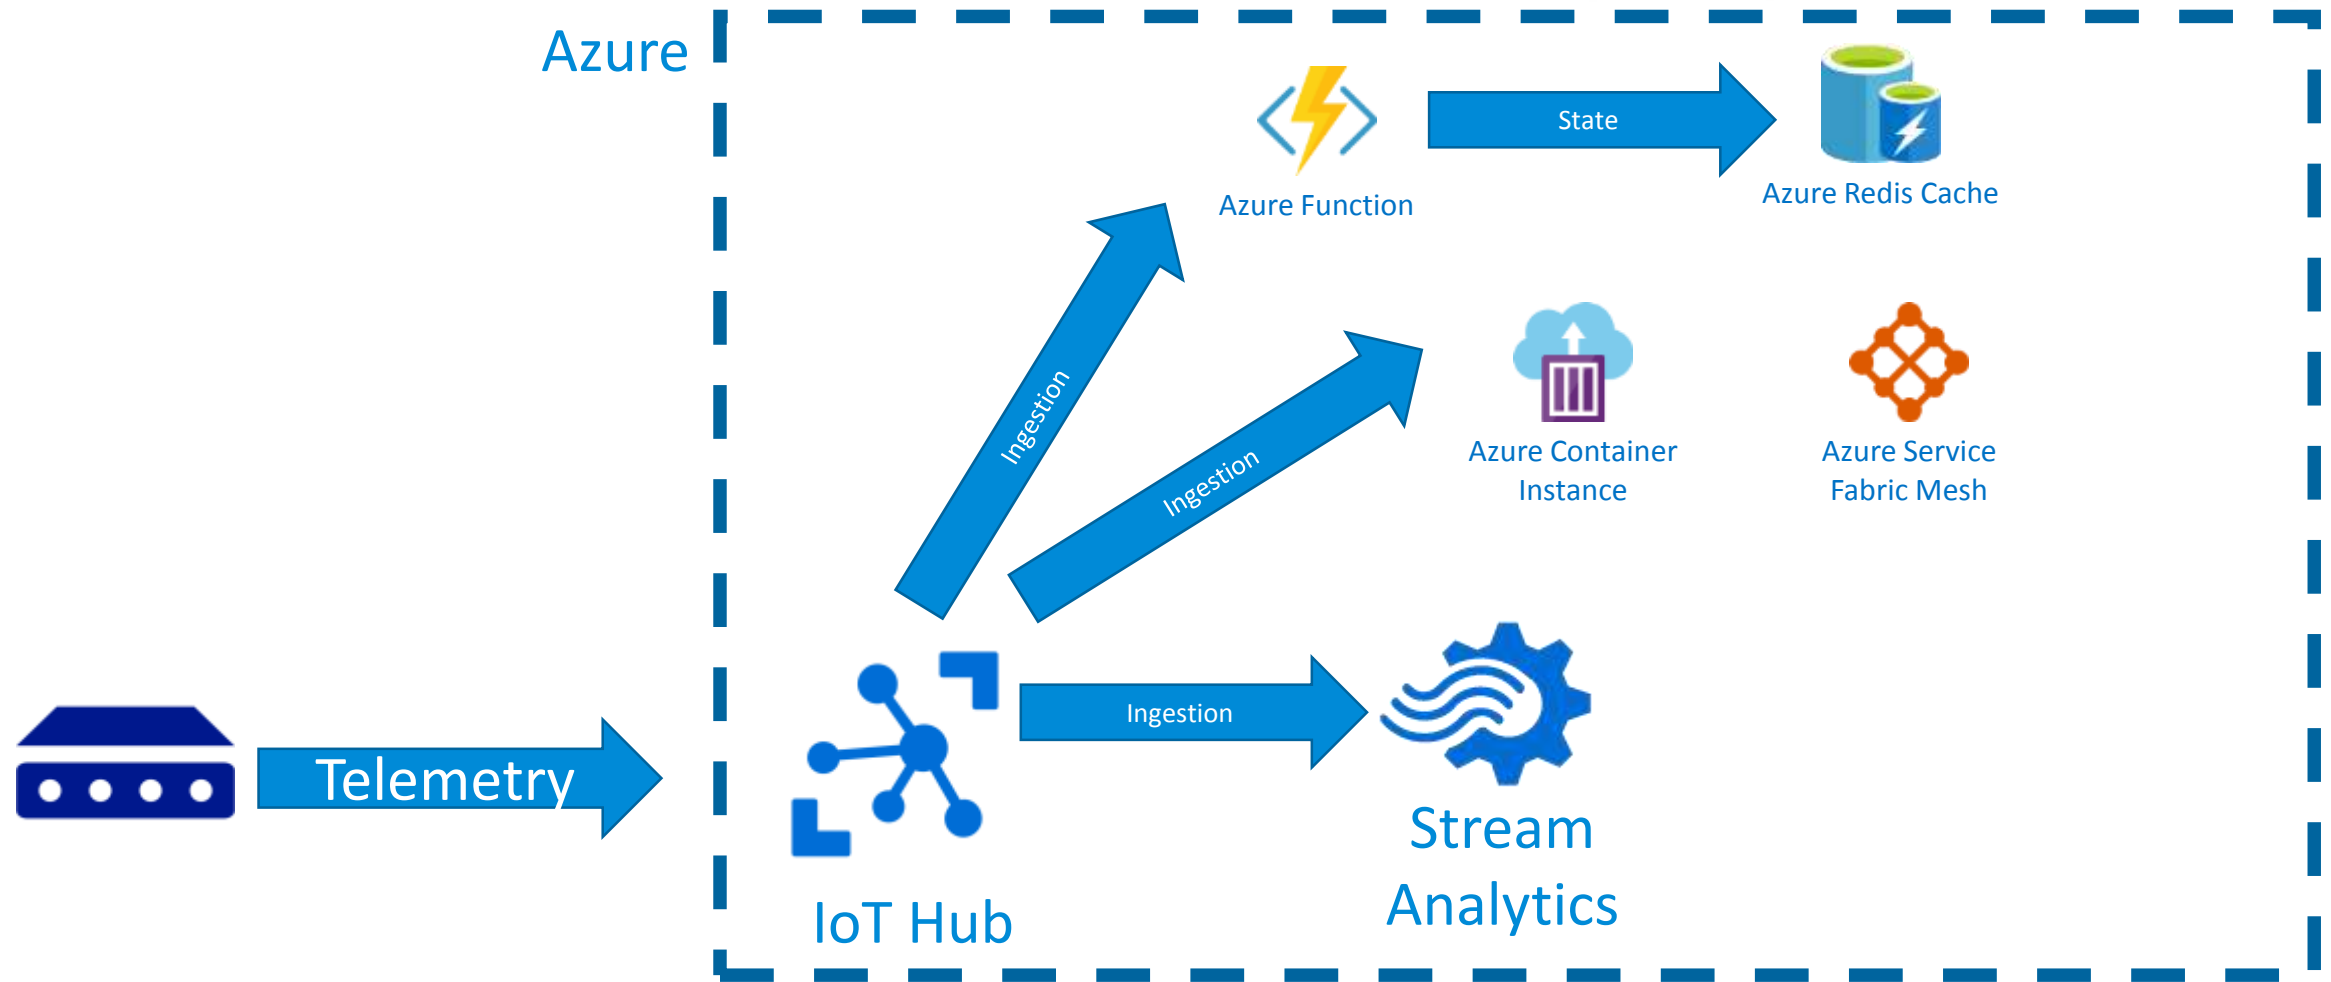 Azure
State
Azure Function
Azure Redis Cache
Ingestion
Ingestion
Azure Container
Instance
Azure Service
Fabric Mesh
Ingestion
Telemetry
Stream
Analytics
IoT Hub